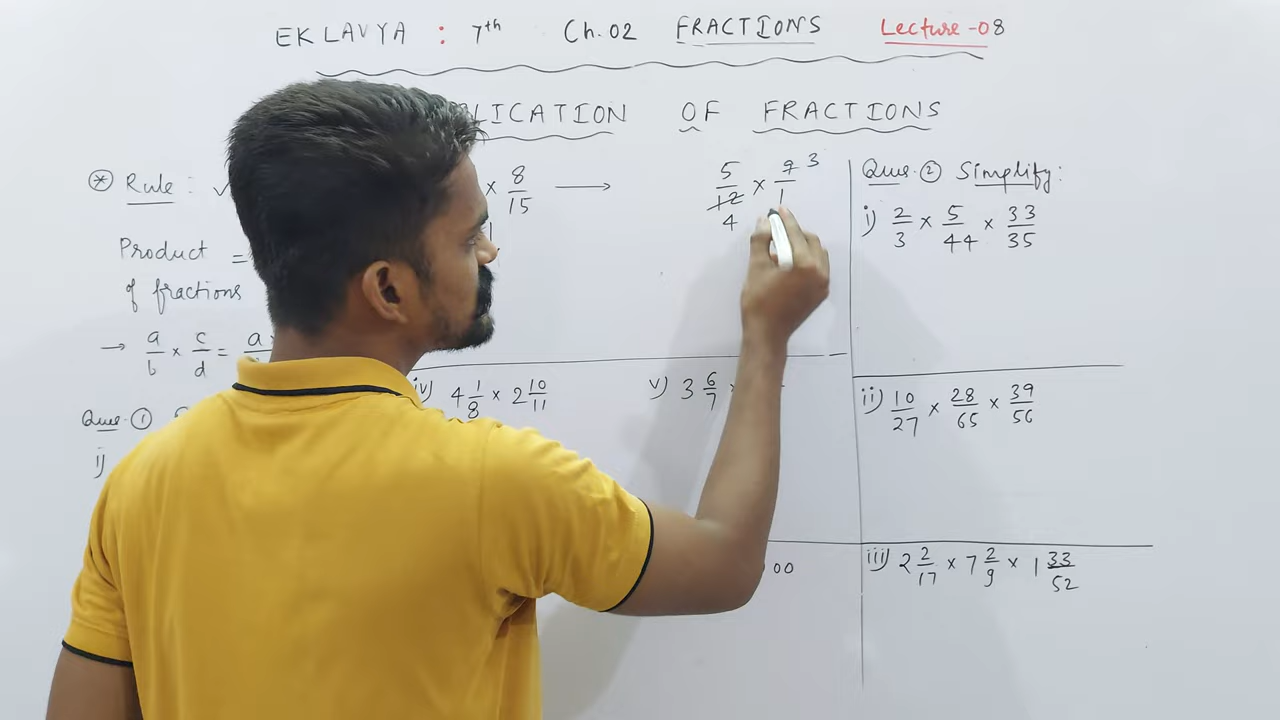 EKLAVYA : 7th Ch. 02 FRACTIONS Lecture -08
LICATION OF FRACTIONS
* Rule :
× 8/15 ⟶
Product =
of fractions
→ a/b × c/d = a
5/12 × 9
3
4
Ques. ①
i)
iv) 4 1/8 × 2 10/11
v) 3 6/7
00
Ques. ② Simplify :
i) 2/3 × 5/44 × 33/35
ii) 10/27 × 28/65 × 39/56
iii) 2 2/17 × 7 2/9 × 1 33/52